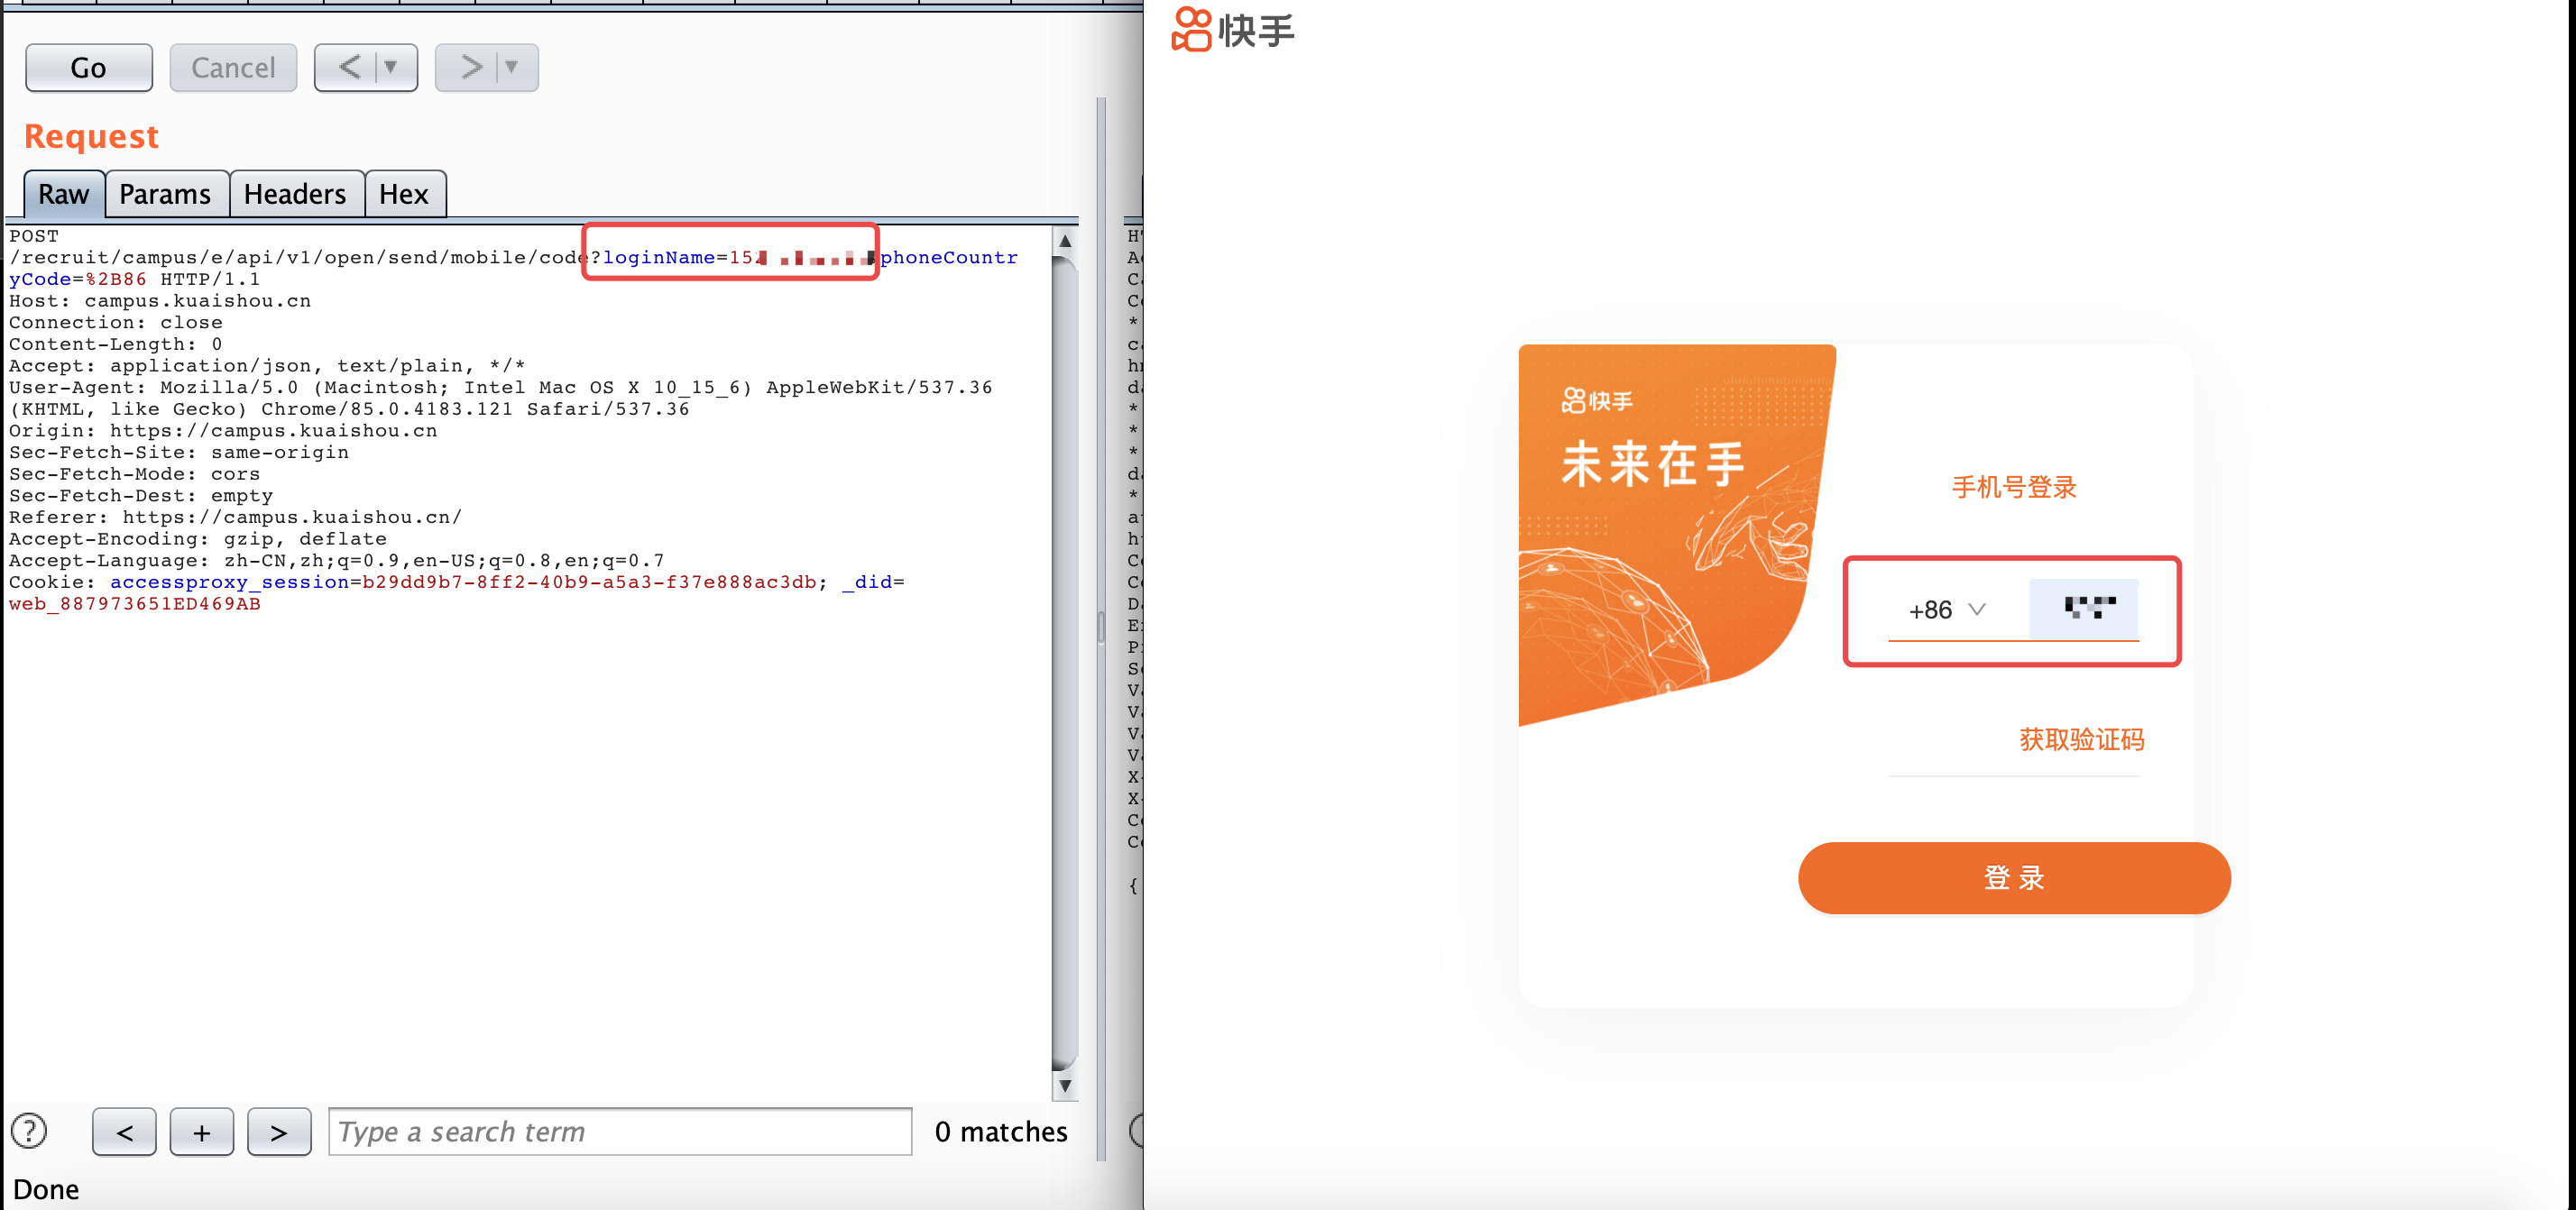 Go
Cancel
<
>
Request
Raw
Params
Headers
Hex
POST
/recruit/campus/e/api/v1/open/send/mobile/code?loginName=15 phoneCountr
yCode=%2B86 HTTP/1.1
Host: campus.kuaishou.cn
Connection: close
Content-Length: 0
Accept: application/json, text/plain, */*
User-Agent: Mozilla/5.0 (Macintosh; Intel Mac OS X 10_15_6) AppleWebKit/537.36
(KHTML, like Gecko) Chrome/85.0.4183.121 Safari/537.36
Origin: https://campus.kuaishou.cn
Sec-Fetch-Site: same-origin
Sec-Fetch-Mode: cors
Sec-Fetch-Dest: empty
Referer: https://campus.kuaishou.cn/
Accept-Encoding: gzip, deflate
Accept-Language: zh-CN,zh;q=0.9,en-US;q=0.8,en;q=0.7
Cookie: accessproxy_session=b29dd9b7-8ff2-40b9-a5a3-f37e888ac3db; _did=
web_887973651ED469AB
?
<
+
>
Type a search term
0 matches
Done
快手
快手
未来在手
手机号登录
+86
获取验证码
登 录